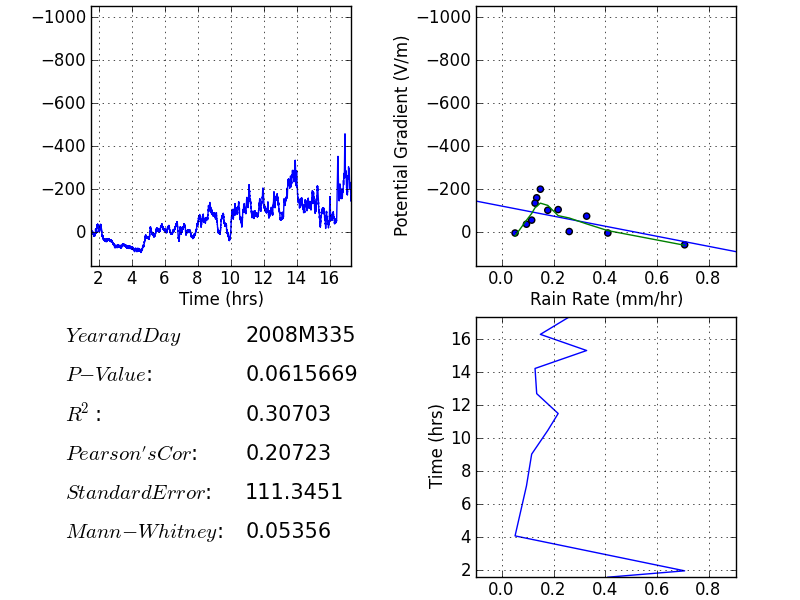 −1000
−800
−600
−400
−200
0
2 4 6 8 10 12 14 16
Time (hrs)
Potential Gradient (V/m)
−1000
−800
−600
−400
−200
0
0.0 0.2 0.4 0.6 0.8
Rain Rate (mm/hr)
YearandDay 2008M335
P−Value: 0.0615669
R²: 0.30703
Pearson'sCor: 0.20723
StandardError: 111.3451
Mann−Whitney: 0.05356
Time (hrs)
16
14
12
10
8
6
4
2
0.0 0.2 0.4 0.6 0.8